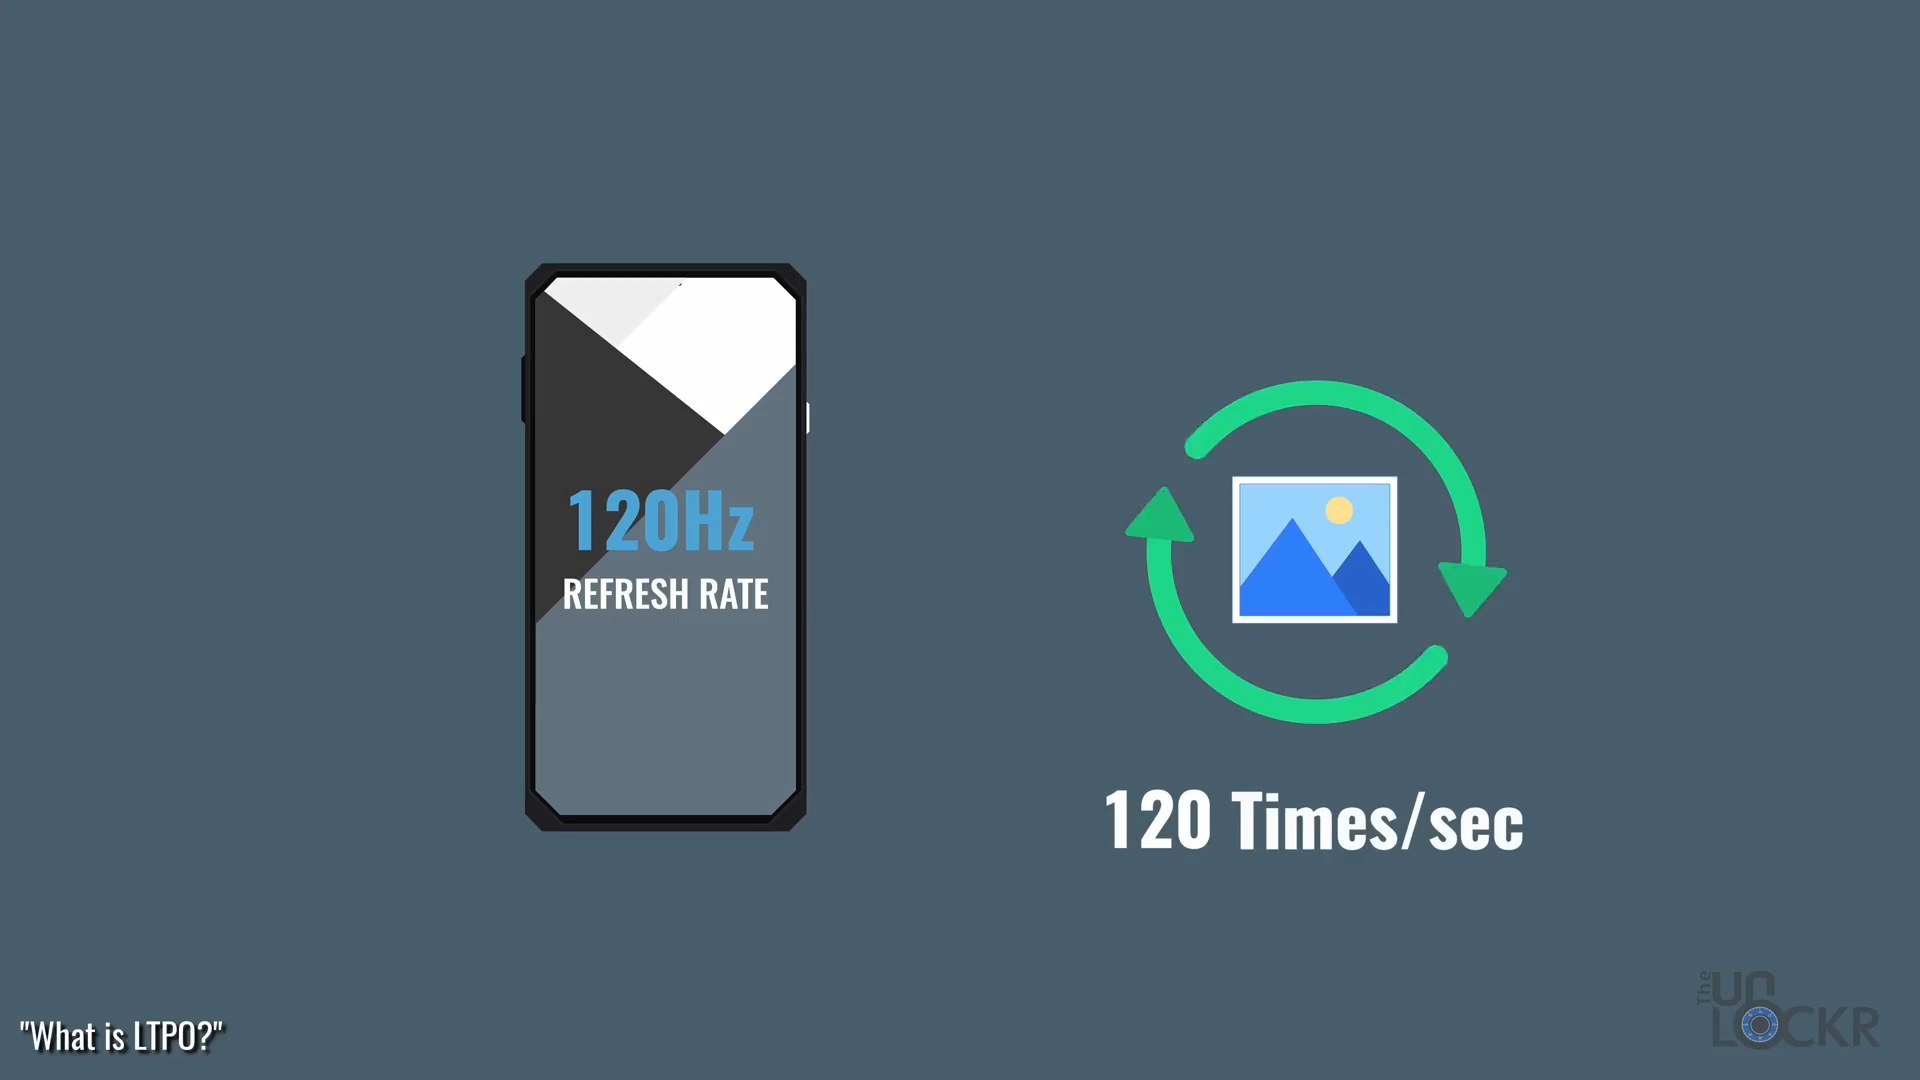 120Hz
REFRESH RATE
120 Times/sec
"What is LTPO?"
The
Un
LOCKR